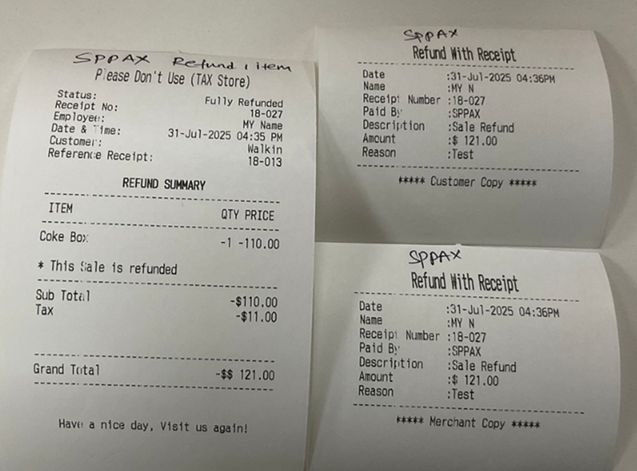 SPPAX Refund 1 item
Please Don't Use (TAX Store)
Status: Fully Refunded
Receipt No: 18-027
Employee: MY Name
Date & Time: 31-Jul-2025 04:35 PM
Customer: Walkin
Reference Receipt: 18-013
REFUND SUMMARY
ITEM QTY PRICE
Coke Box -1 -110.00
* This Sale is refunded
Sub Total -$110.00
Tax -$11.00
Grand Total -$$ 121.00
Have a nice day, Visit us again!
SPPAX
Refund With Receipt
Date :31-Jul-2025 04:36PM
Name :MY N
Receipt Number :18-027
Paid By :SPPAX
Description :Sale Refund
Amount :$ 121.00
Reason :Test
***** Customer Copy *****
SPPAX
Refund With Receipt
Date :31-Jul-2025 04:36PM
Name :MY N
Receipt Number :18-027
Paid By :SPPAX
Description :Sale Refund
Amount :$ 121.00
Reason :Test
***** Merchant Copy *****